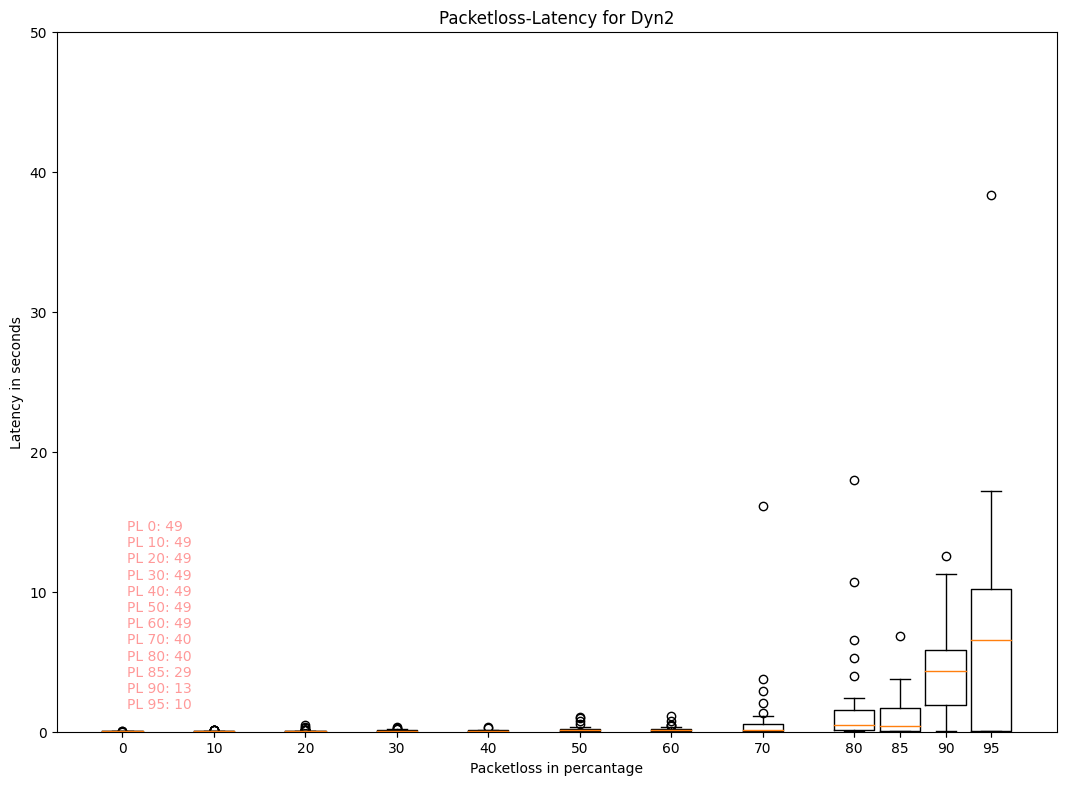 Packetloss-Latency for Dyn2
50
40
30
20
10
0
Latency in seconds
PL 0: 49
PL 10: 49
PL 20: 49
PL 30: 49
PL 40: 49
PL 50: 49
PL 60: 49
PL 70: 40
PL 80: 40
PL 85: 29
PL 90: 13
PL 95: 10
0 10 20 30 40 50 60 70 80 85 90 95
Packetloss in percantage